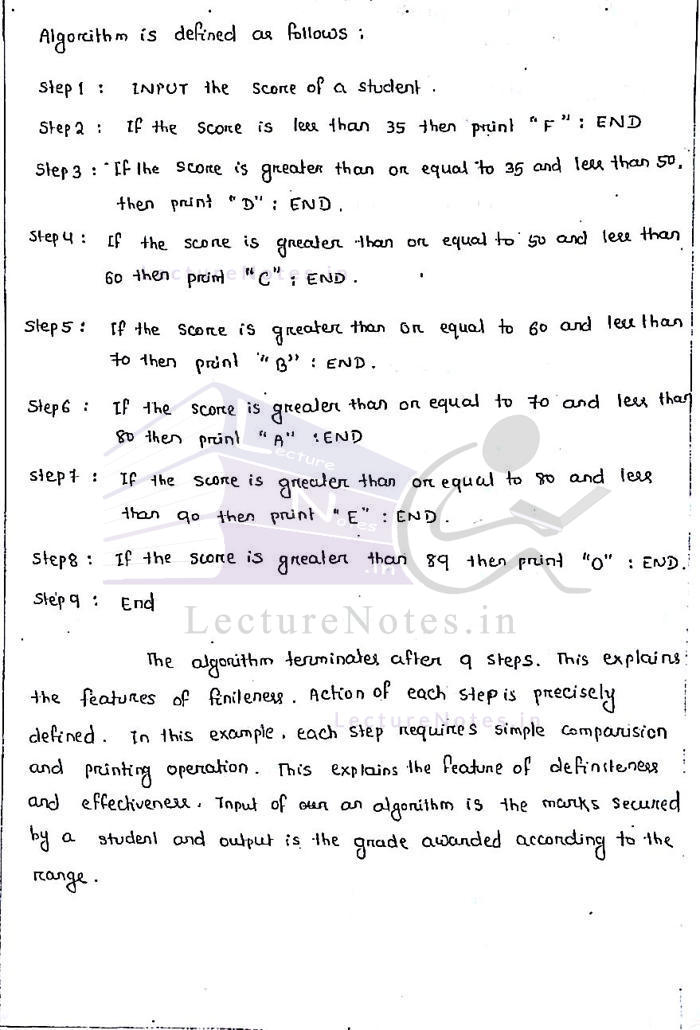 Algorithm is defined as follows :
Step 1 : INPUT the score of a student .
Step 2 : If the score is less than 35 then print "F" : END
Step 3 : If the score is greater than or equal to 35 and less than 50,
then print "D" : END .
Step 4 : If the score is greater than or equal to 50 and less than
60 then print "C" : END .
LectureNotes.in
Step 5 : If the score is greater than or equal to 60 and less than
70 then print "B" : END .
Step 6 : If the score is greater than or equal to 70 and less than
80 then print "A" : END
Step 7 : If the score is greater than or equal to 80 and less
than 90 then print "E" : END .
Lecture
Notes
.in
Step 8 : If the score is greater than 89 then print "O" : END .
Step 9 : End
LectureNotes.in
The algorithm terminates after 9 steps. This explains
the features of finiteness . Action of each step is precisely
LectureNotes.in
defined . In this example , each step requires simple comparision
and printing operation . This explains the feature of definiteness
and effectiveness . Input of our an algorithm is the marks secured
by a student and output is the grade awarded according to the
range .